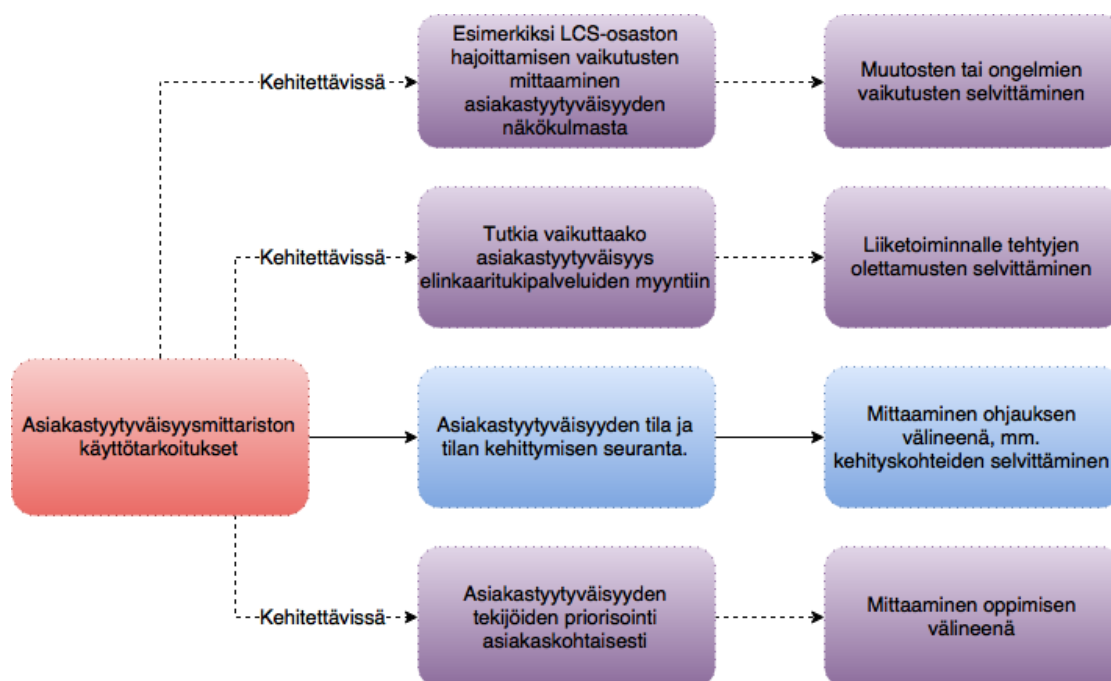 Esimerkiksi LCS-osaston
hajoittamisen vaikutusten
mittaaminen
asiakastyytyväisyyden
näkökulmasta
Kehitettävissä
Muutosten tai ongelmien
vaikutusten selvittäminen
Tutkia vaikuttaako
asiakastyytyväisyys
elinkaaritukipalveluiden myyntiin
Kehitettävissä
Liiketoiminnalle tehtyjen
olettamusten selvittäminen
Asiakastyytyväisyysmittariston
käyttötarkoitukset
Asiakastyytyväisyyden tila ja
tilan kehittymisen seuranta.
Mittaaminen ohjauksen
välineenä, mm.
kehityskohteiden selvittäminen
Kehitettävissä
Asiakastyytyväisyyden
tekijöiden priorisointi
asiakaskohtaisesti
Mittaaminen oppimisen
välineenä